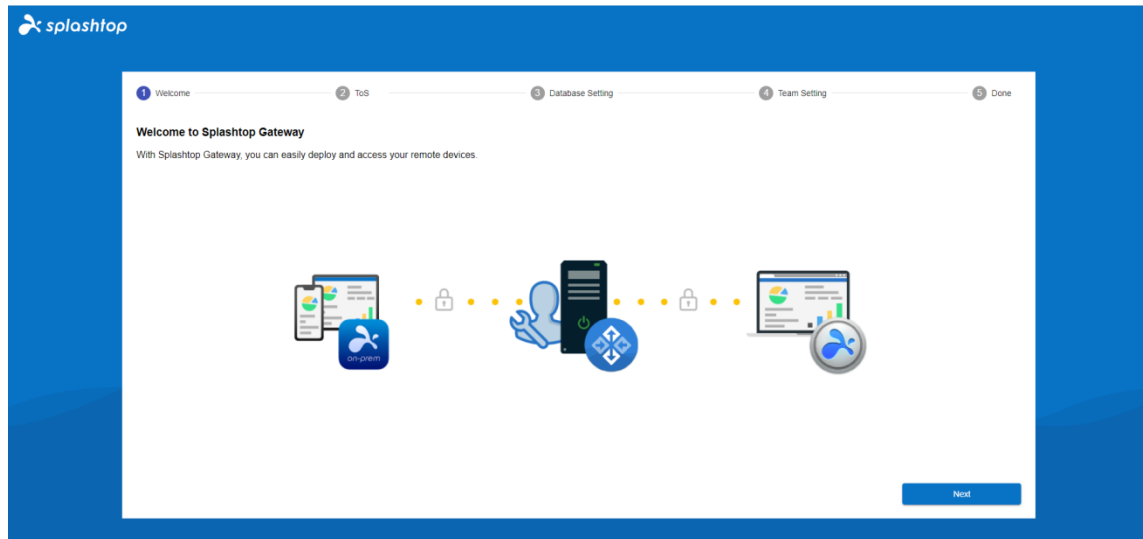 splashtop
1 Welcome 2 ToS 3 Database Setting 4 Team Setting 5 Done
Welcome to Splashtop Gateway
With Splashtop Gateway, you can easily deploy and access your remote devices.
on-prem
Next